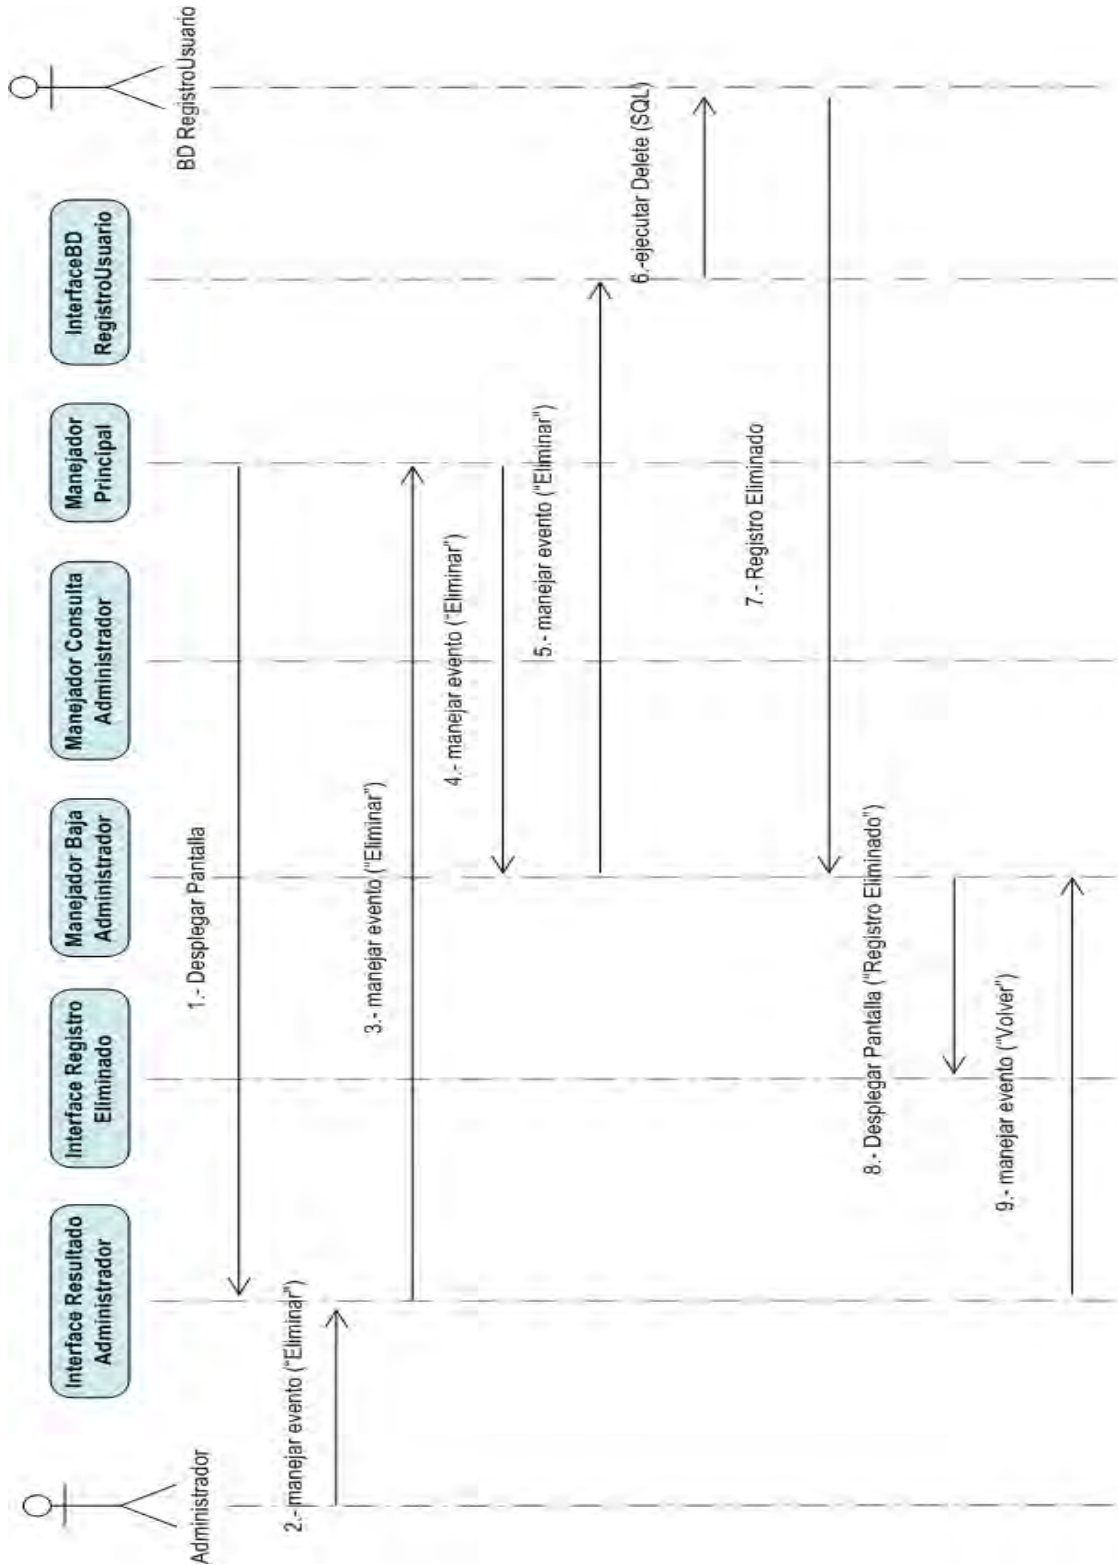 Administrador
Interface Resultado
Administrador
Interface Registro
Eliminado
Manejador Baja
Administrador
Manejador Consulta
Administrador
Manejador
Principal
InterfaceBD
RegistroUsuario
BD RegistroUsuario
1.- Desplegar Pantalla
2.-manejar evento ("Eliminar")
3.- manejar evento ("Eliminar")
4.- manejar evento ("Eliminar")
5.- manejar evento ("Eliminar")
6.-ejecutar Delete (SQL)
7.- Registro Eliminado
8.- Desplegar Pantalla ("Registro Eliminado")
9.- manejar evento ("Volver")